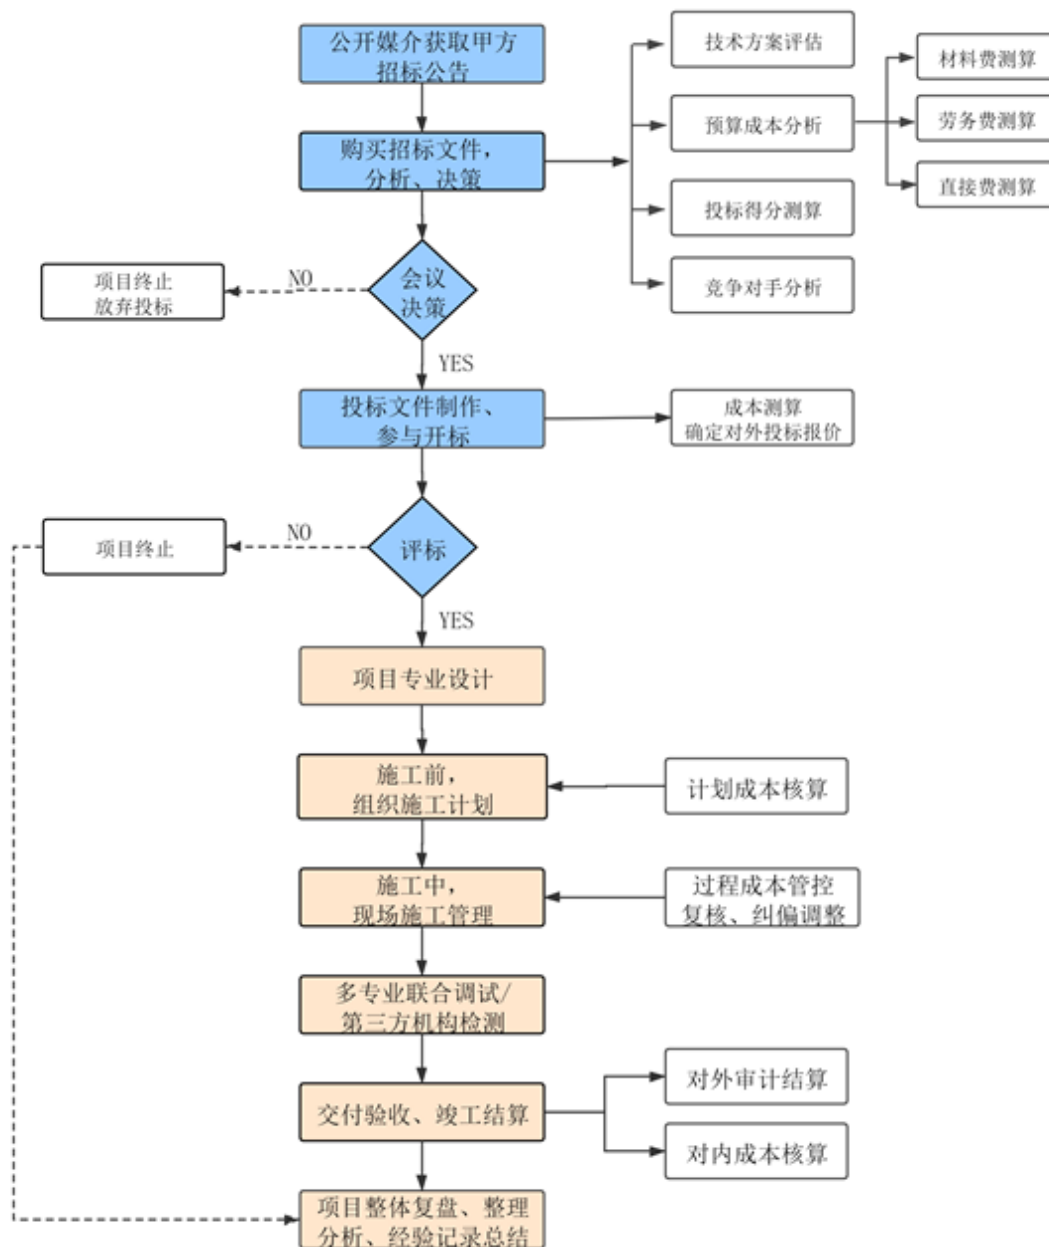 公开媒介获取甲方
招标公告
购买招标文件，
分析、决策
技术方案评估
预算成本分析
投标得分测算
竞争对手分析
材料费测算
劳务费测算
直接费测算
会议
决策
NO
项目终止
放弃投标
YES
投标文件制作、
参与开标
成本测算
确定对外投标报价
评标
NO
项目终止
YES
项目专业设计
施工前，
组织施工计划
计划成本核算
施工中，
现场施工管理
过程成本管控
复核、纠偏调整
多专业联合调试/
第三方机构检测
交付验收、竣工结算
对外审计结算
对内成本核算
项目整体复盘、整理
分析、经验记录总结